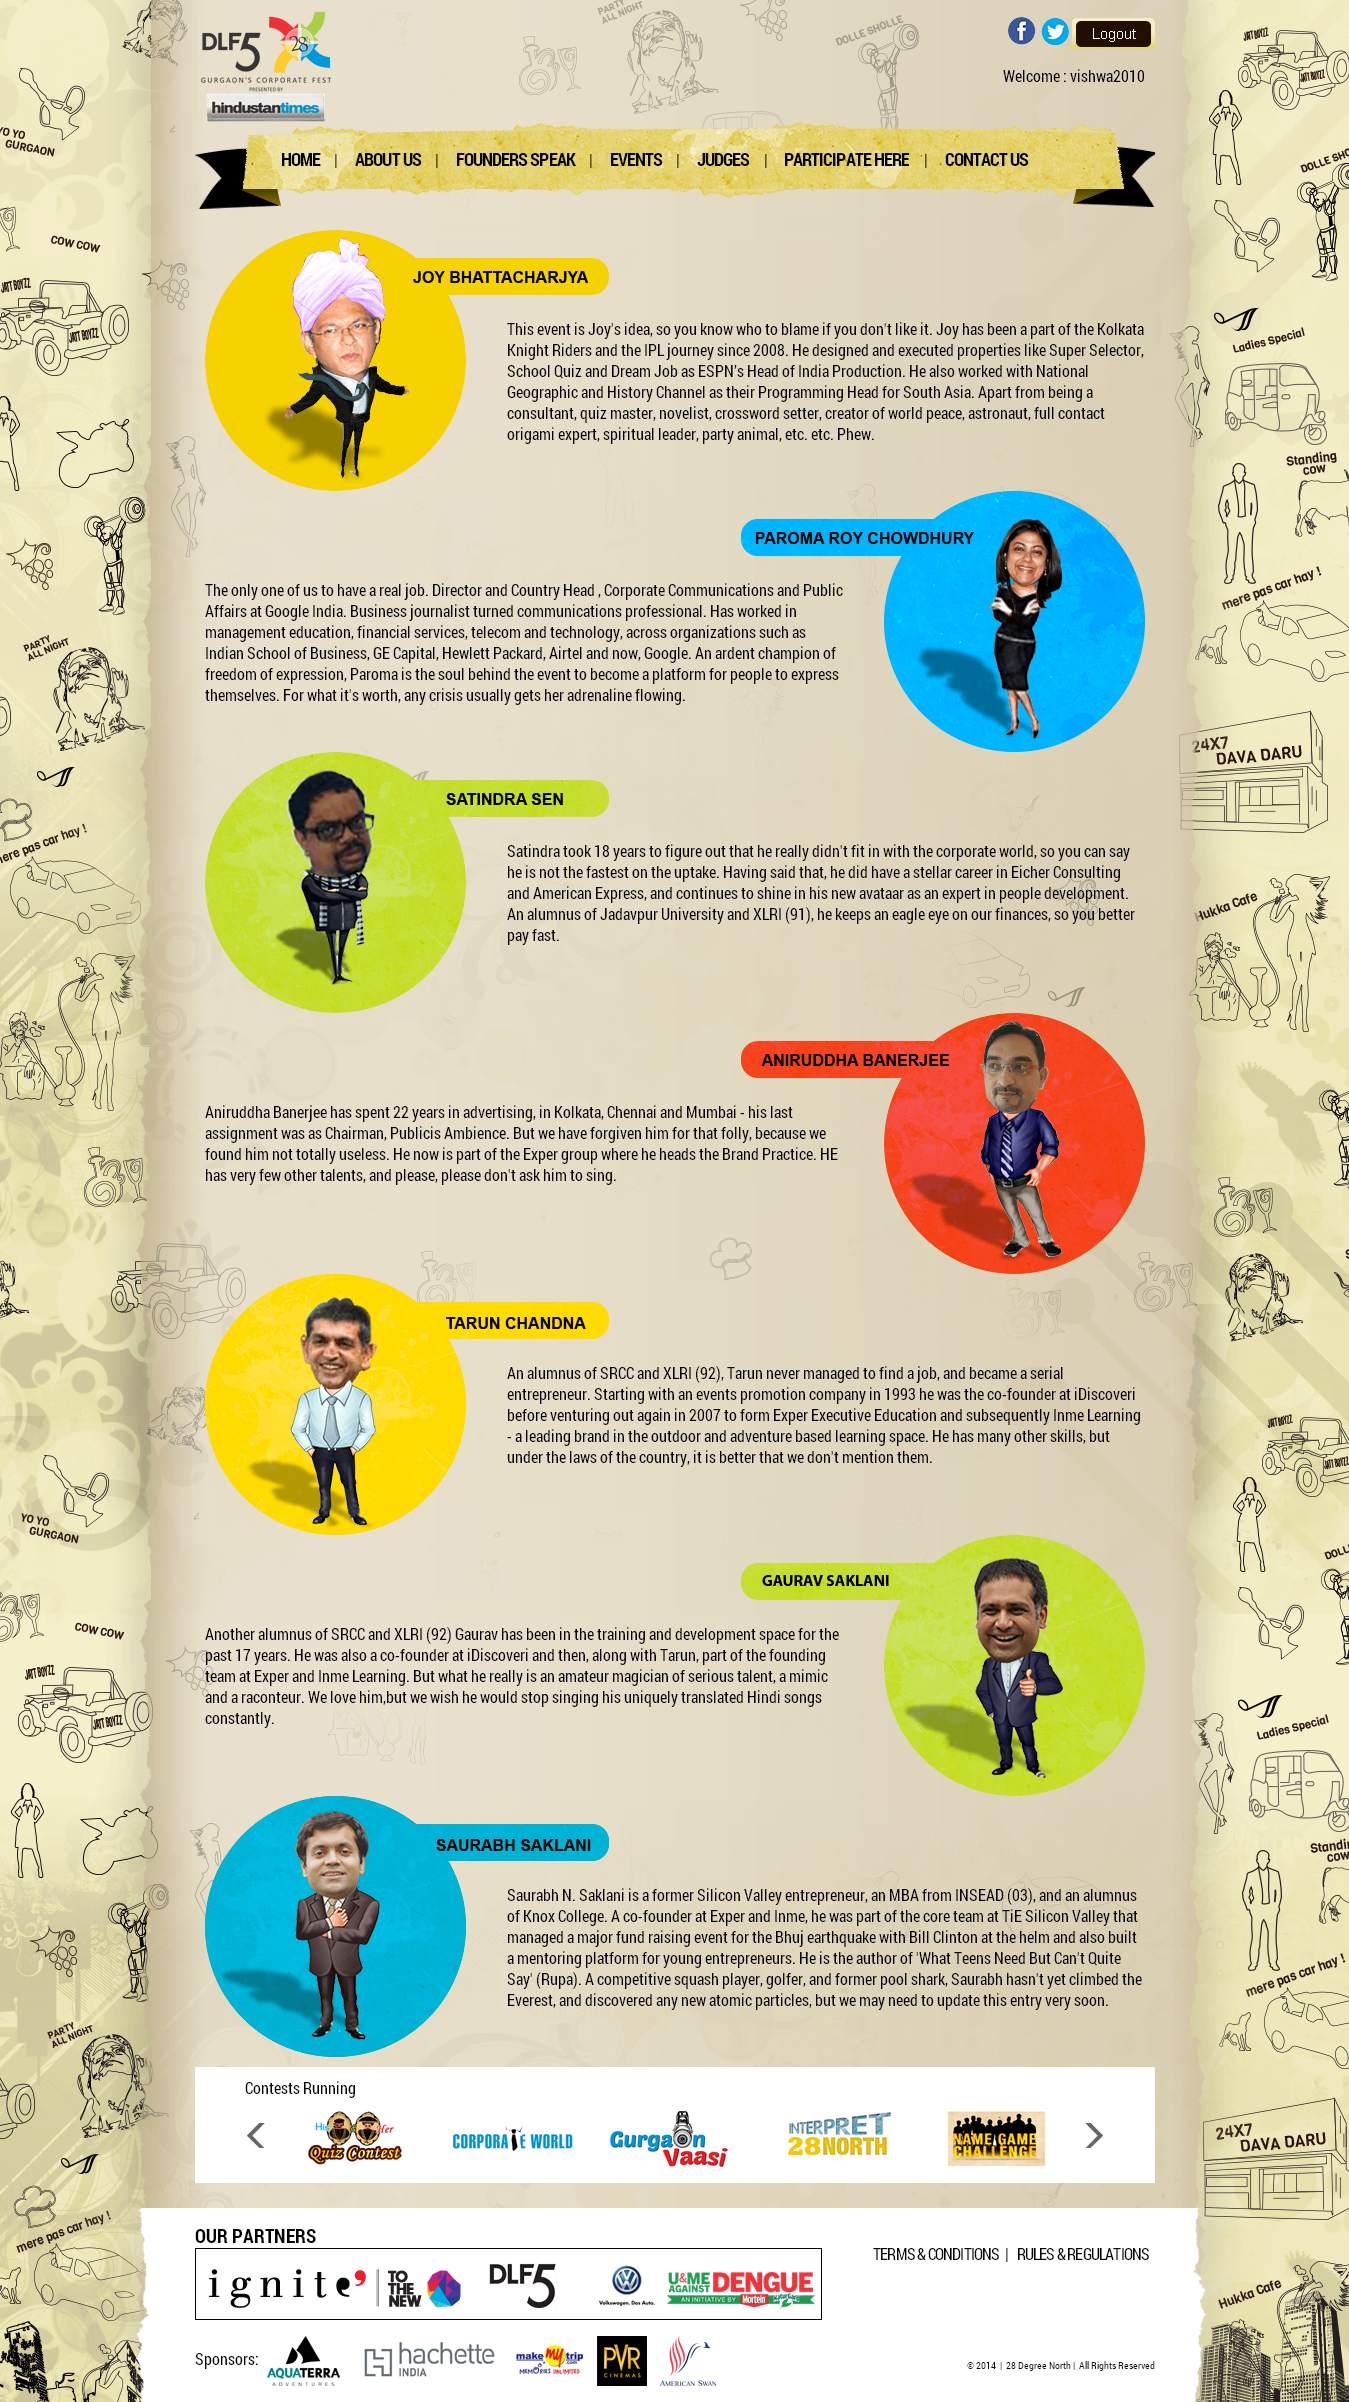 DLF5 28
GURGAON'S CORPORATE FEST
PRESENTED BY
hindustantimes
Logout
Welcome : vishwa2010
HOME | ABOUT US | FOUNDERS SPEAK | EVENTS | JUDGES | PARTICIPATE HERE | CONTACT US
JOY BHATTACHARJYA
This event is Joy's idea, so you know who to blame if you don't like it. Joy has been a part of the Kolkata
Knight Riders and the IPL journey since 2008. He designed and executed properties like Super Selector,
School Quiz and Dream Job as ESPN's Head of India Production. He also worked with National
Geographic and History Channel as their Programming Head for South Asia. Apart from being a
consultant, quiz master, novelist, crossword setter, creator of world peace, astronaut, full contact
origami expert, spiritual leader, party animal, etc. etc. Phew.
PAROMA ROY CHOWDHURY
The only one of us to have a real job. Director and Country Head , Corporate Communications and Public
Affairs at Google India. Business journalist turned communications professional. Has worked in
management education, financial services, telecom and technology, across organizations such as
Indian School of Business, GE Capital, Hewlett Packard, Airtel and now, Google. An ardent champion of
freedom of expression, Paroma is the soul behind the event to become a platform for people to express
themselves. For what it's worth, any crisis usually gets her adrenaline flowing.
SATINDRA SEN
Satindra took 18 years to figure out that he really didn't fit in with the corporate world, so you can say
he is not the fastest on the uptake. Having said that, he did have a stellar career in Eicher Consulting
and American Express, and continues to shine in his new avataar as an expert in people development.
An alumnus of Jadavpur University and XLRI (91), he keeps an eagle eye on our finances, so you better
pay fast.
ANIRUDDHA BANERJEE
Aniruddha Banerjee has spent 22 years in advertising, in Kolkata, Chennai and Mumbai - his last
assignment was as Chairman, Publicis Ambience. But we have forgiven him for that folly, because we
found him not totally useless. He now is part of the Exper group where he heads the Brand Practice. HE
has very few other talents, and please, please don't ask him to sing.
TARUN CHANDNA
An alumnus of SRCC and XLRI (92), Tarun never managed to find a job, and became a serial
entrepreneur. Starting with an events promotion company in 1993 he was the co-founder at iDiscoveri
before venturing out again in 2007 to form Exper Executive Education and subsequently Inme Learning
- a leading brand in the outdoor and adventure based learning space. He has many other skills, but
under the laws of the country, it is better that we don't mention them.
GAURAV SAKLANI
Another alumnus of SRCC and XLRI (92) Gaurav has been in the training and development space for the
past 17 years. He was also a co-founder at iDiscoveri and then, along with Tarun, part of the founding
team at Exper and Inme Learning. But what he really is an amateur magician of serious talent, a mimic
and a raconteur. We love him,but we wish he would stop singing his uniquely translated Hindi songs
constantly.
SAURABH SAKLANI
Saurabh N. Saklani is a former Silicon Valley entrepreneur, an MBA from INSEAD (03), and an alumnus
of Knox College. A co-founder at Exper and Inme, he was part of the core team at TiE Silicon Valley that
managed a major fund raising event for the Bhuj earthquake with Bill Clinton at the helm and also built
a mentoring platform for young entrepreneurs. He is the author of 'What Teens Need But Can't Quite
Say' (Rupa). A competitive squash player, golfer, and former pool shark, Saurabh hasn't yet climbed the
Everest, and discovered any new atomic particles, but we may need to update this entry very soon.
Contests Running
Quiz Contest
CORPORATE WORLD
Gurgaon Vaasi
INTERPRET 28NORTH
NAME GAME CHALLENGE
OUR PARTNERS
TERMS & CONDITIONS | RULES & REGULATIONS
ignite TO THE NEW DLF5 Volkswagen. Das Auto. U&ME AGAINST DENGUE AN INITIATIVE BY Mortein
Sponsors: AQUATERRA ADVENTURES hachette INDIA make my trip.com MEMORIES UNLIMITED PVR CINEMAS AMERICAN SWAN
© 2014 | 28 Degree North | All Rights Reserved
YO YO GURGAON
COW COW
JATT BOYZZ
PARTY ALL NIGHT
mere pas car hay !
DOLLE SHOLLE
Ladies Special
Standing cow
24X7 DAVA DARU
Hukka Cafe